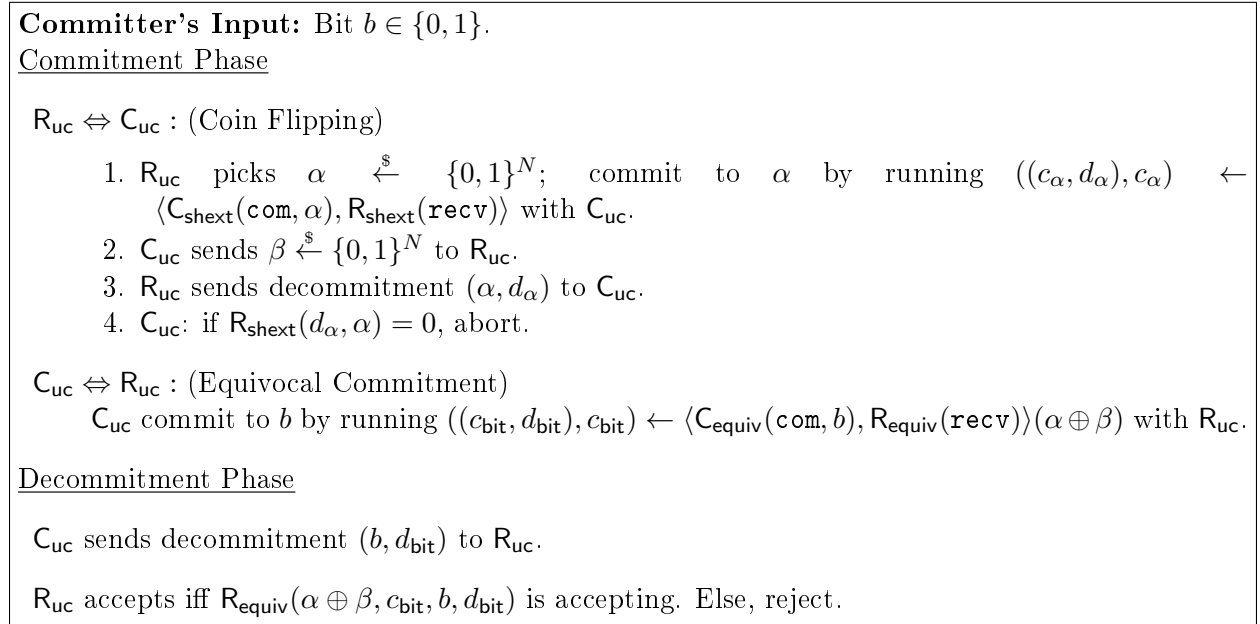 Committer's Input: Bit b ∈ {0, 1}.
Commitment Phase
R_uc ⇔ C_uc : (Coin Flipping)
1. R_uc picks α ←$ {0, 1}^N; commit to α by running ((c_α, d_α), c_α) ←
⟨C_shext(com, α), R_shext(recv)⟩ with C_uc.
2. C_uc sends β ←$ {0, 1}^N to R_uc.
3. R_uc sends decommitment (α, d_α) to C_uc.
4. C_uc: if R_shext(d_α, α) = 0, abort.
C_uc ⇔ R_uc : (Equivocal Commitment)
C_uc commit to b by running ((c_bit, d_bit), c_bit) ← ⟨C_equiv(com, b), R_equiv(recv)⟩(α ⊕ β) with R_uc.
Decommitment Phase
C_uc sends decommitment (b, d_bit) to R_uc.
R_uc accepts iff R_equiv(α ⊕ β, c_bit, b, d_bit) is accepting. Else, reject.